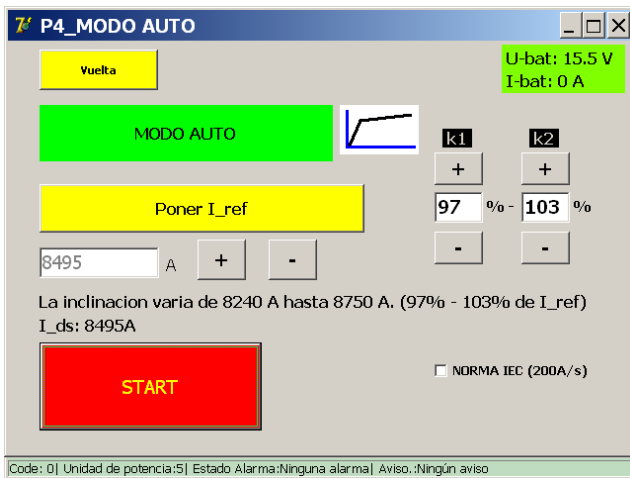 P4_MODO AUTO
Vuelta
U-bat: 15.5 V
I-bat: 0 A
MODO AUTO
k1 k2
+ +
Poner I_ref
97 % - 103 %
8495 A + -
- -
La inclinacion varia de 8240 A hasta 8750 A. (97% - 103% de I_ref)
I_ds: 8495A
START
NORMA IEC (200A/s)
Code: 0| Unidad de potencia:5| Estado Alarma:Ninguna alarma| Aviso.:Ningún aviso